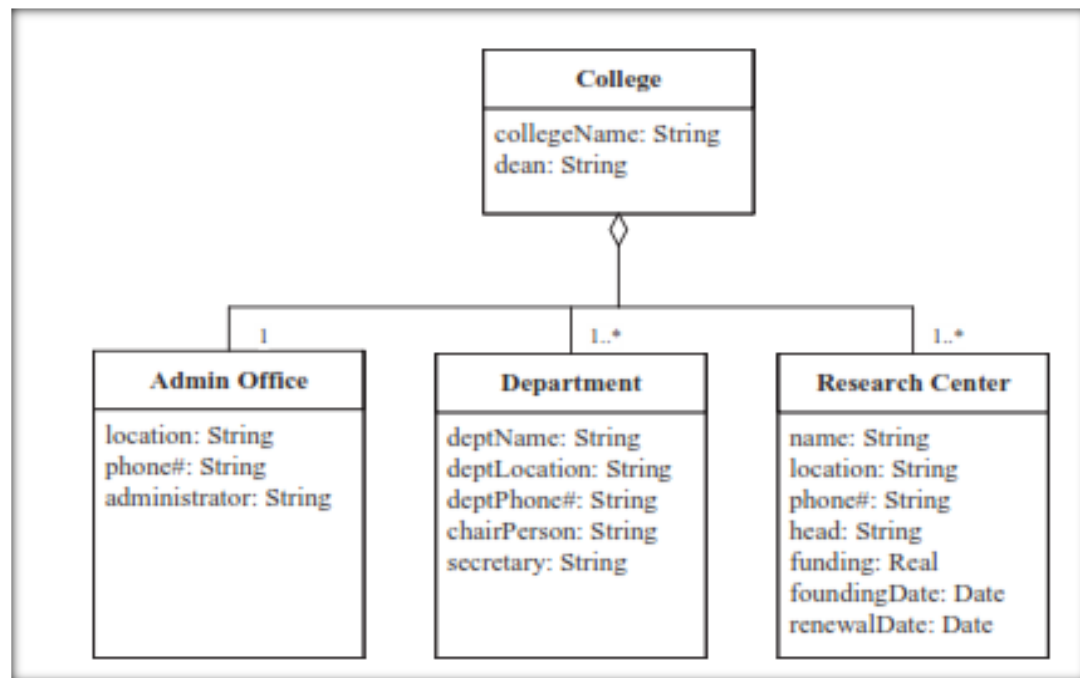 College
collegeName: String
dean: String
1
1..*
1..*
Admin Office
location: String
phone#: String
administrator: String
Department
deptName: String
deptLocation: String
deptPhone#: String
chairPerson: String
secretary: String
Research Center
name: String
location: String
phone#: String
head: String
funding: Real
foundingDate: Date
renewalDate: Date